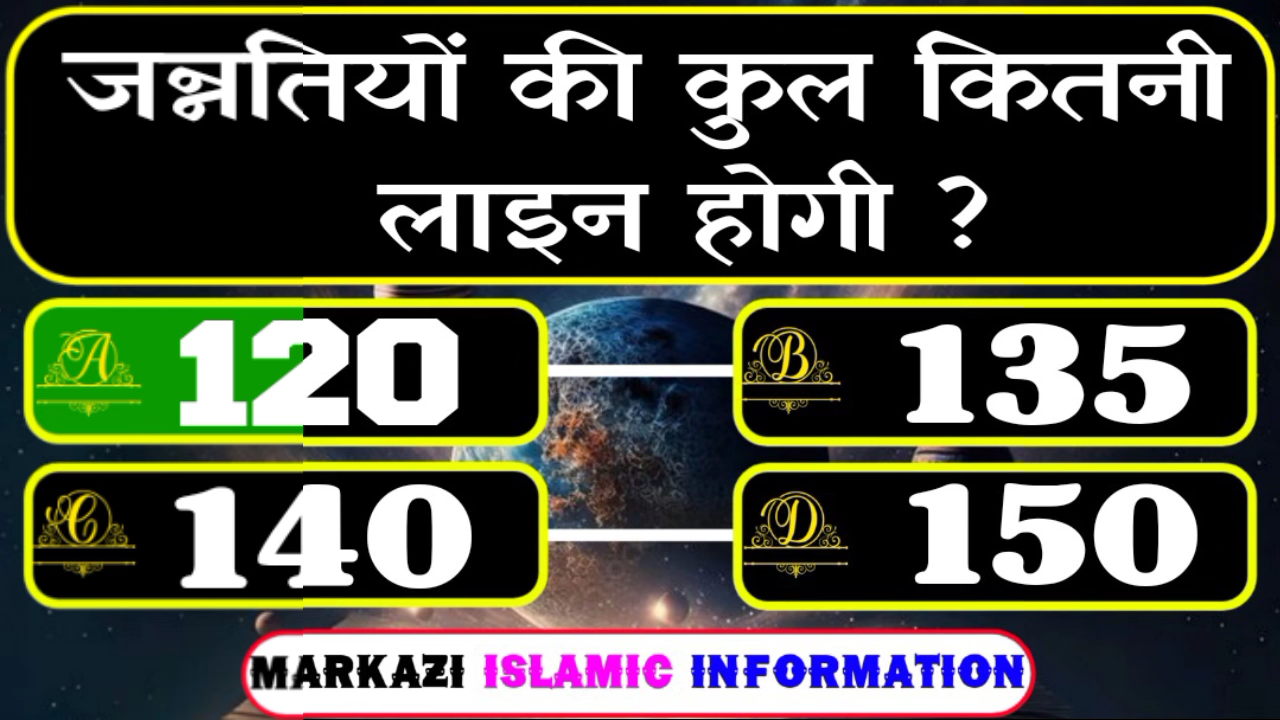 जन्नतियों की कुल कितनी
लाइन होगी ?
A 120
B 135
C 140
D 150
MARKAZI ISLAMIC INFORMATION